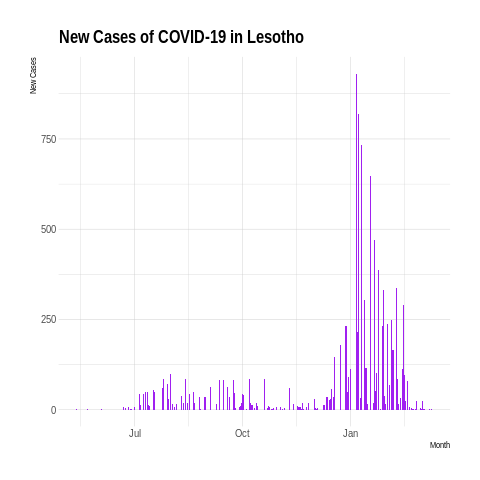 New Cases of COVID-19 in Lesotho
New Cases
750
500
250
0
Jul
Oct
Jan
Month